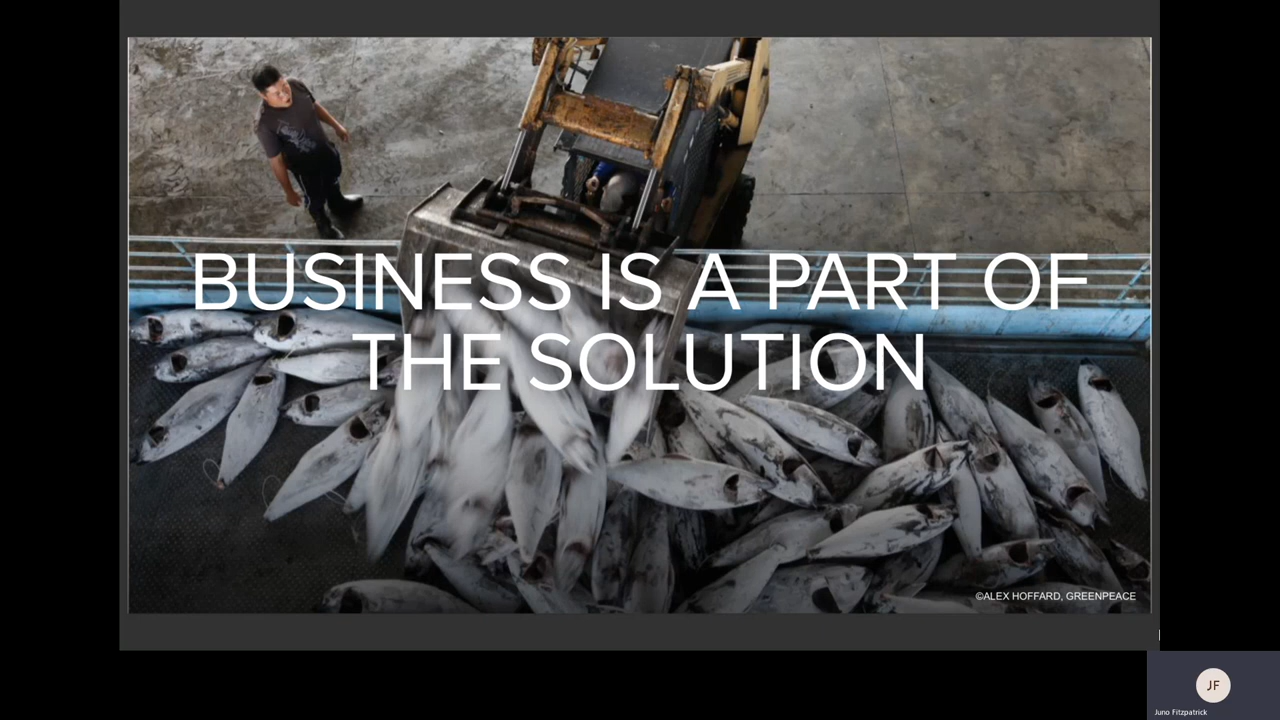 BUSINESS IS A PART OF
THE SOLUTION
©ALEX HOFFARD, GREENPEACE
JF
Juno Fitzpatrick